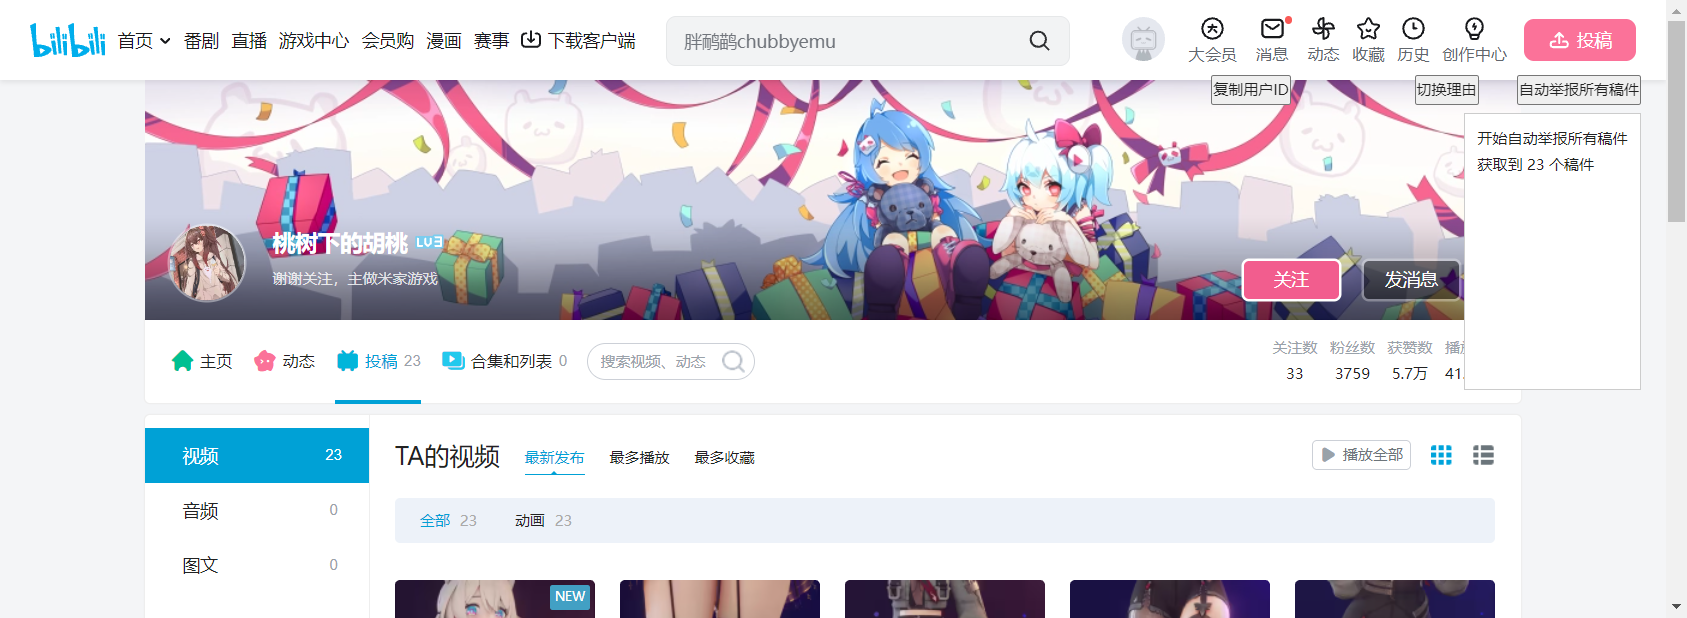 bilibili
首页
番剧
直播
游戏中心
会员购
漫画
赛事
下载客户端
胖鸸鹋chubbyemu
大会员
消息
动态
收藏
历史
创作中心
投稿
复制用户ID
切换理由
自动举报所有稿件
开始自动举报所有稿件
获取到 23 个稿件
桃树下的胡桃 LV3
谢谢关注，主做米家游戏
关注
发消息
主页
动态
投稿 23
合集和列表 0
搜索视频、动态
关注数 粉丝数 获赞数
33 3759 5.7万 41
视频 23
音频 0
图文 0
TA的视频
最新发布
最多播放
最多收藏
播放全部
全部 23
动画 23
NEW